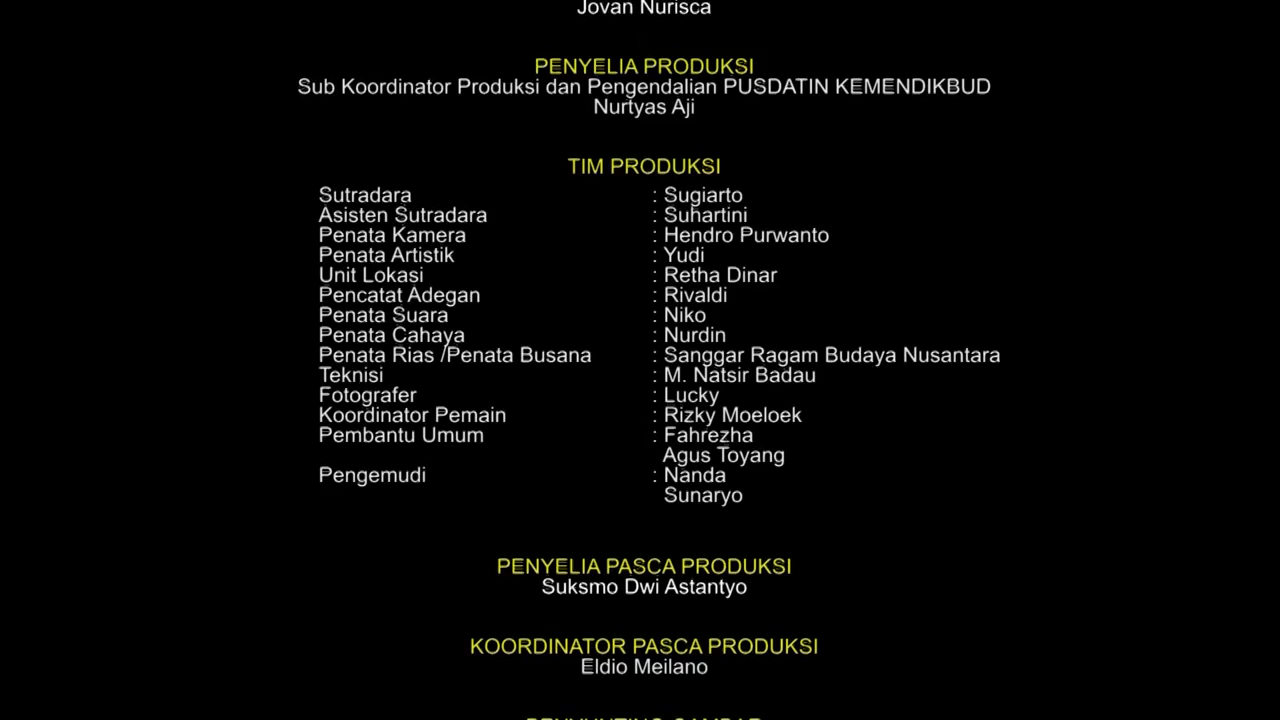 Jovan Nurisca
PENYELIA PRODUKSI
Sub Koordinator Produksi dan Pengendalian PUSDATIN KEMENDIKBUD
Nurtyas Aji
TIM PRODUKSI
Sutradara : Sugiarto
Asisten Sutradara : Suhartini
Penata Kamera : Hendro Purwanto
Penata Artistik : Yudi
Unit Lokasi : Retha Dinar
Pencatat Adegan : Rivaldi
Penata Suara : Niko
Penata Cahaya : Nurdin
Penata Rias /Penata Busana : Sanggar Ragam Budaya Nusantara
Teknisi : M. Natsir Badau
Fotografer : Lucky
Koordinator Pemain : Rizky Moeloek
Pembantu Umum : Fahrezha
Agus Toyang
Pengemudi : Nanda
Sunaryo
PENYELIA PASCA PRODUKSI
Suksmo Dwi Astantyo
KOORDINATOR PASCA PRODUKSI
Eldio Meilano